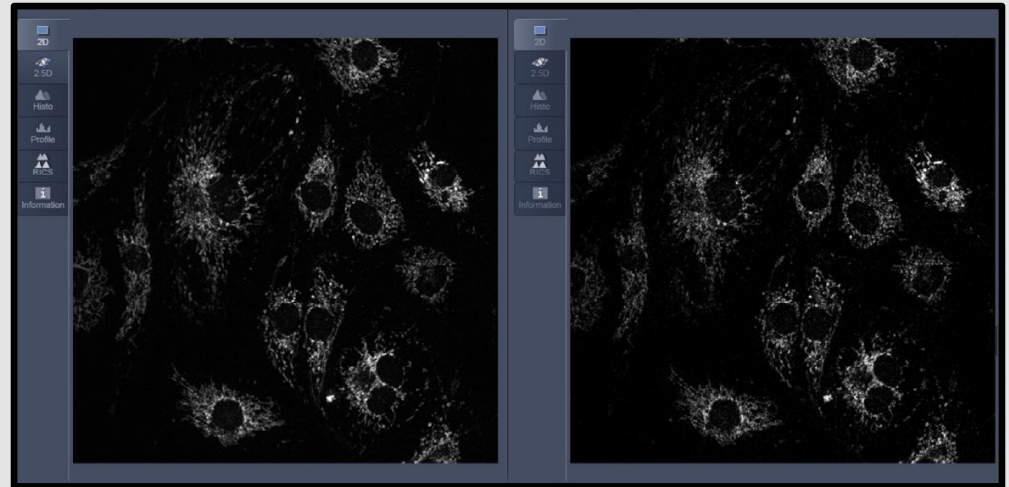 2D
2.5D
Histo
Profile
RICS
i
Information
2D
2.5D
Histo
Profile
RICS
i
Information